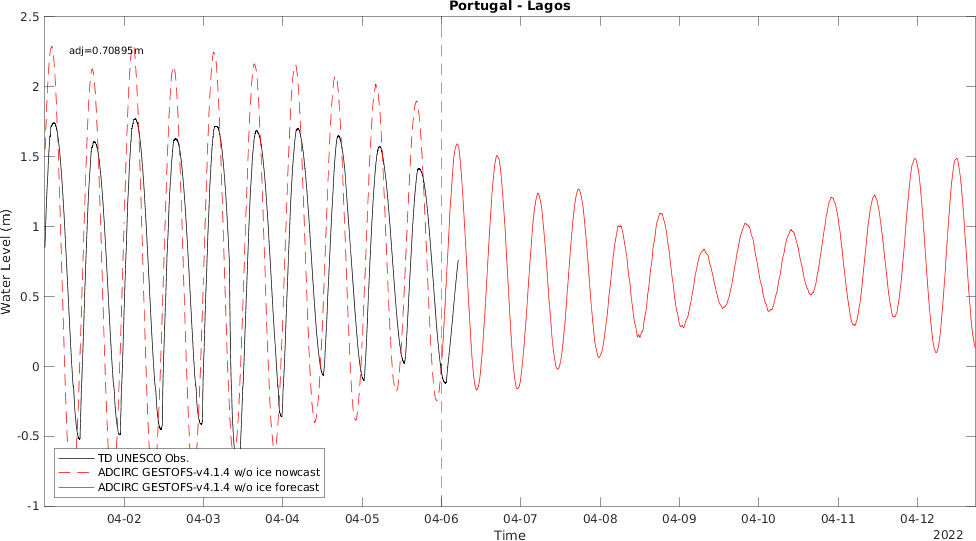 Portugal - Lagos
adj=0.70895m
2.5
2
1.5
1
0.5
0
-0.5
-1
Water Level (m)
TD UNESCO Obs.
ADCIRC GESTOFS-v4.1.4 w/o ice nowcast
ADCIRC GESTOFS-v4.1.4 w/o ice forecast
04-02 04-03 04-04 04-05 04-06 04-07 04-08 04-09 04-10 04-11 04-12
Time
2022